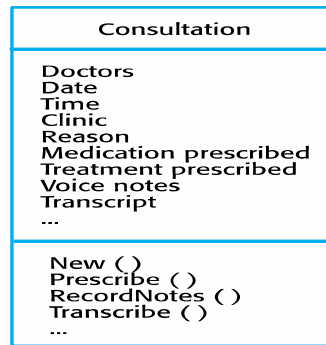 Consultation
Doctors
Date
Time
Clinic
Reason
Medication prescribed
Treatment prescribed
Voice notes
Transcript
...
New ( )
Prescribe ( )
RecordNotes ( )
Transcribe ( )
...